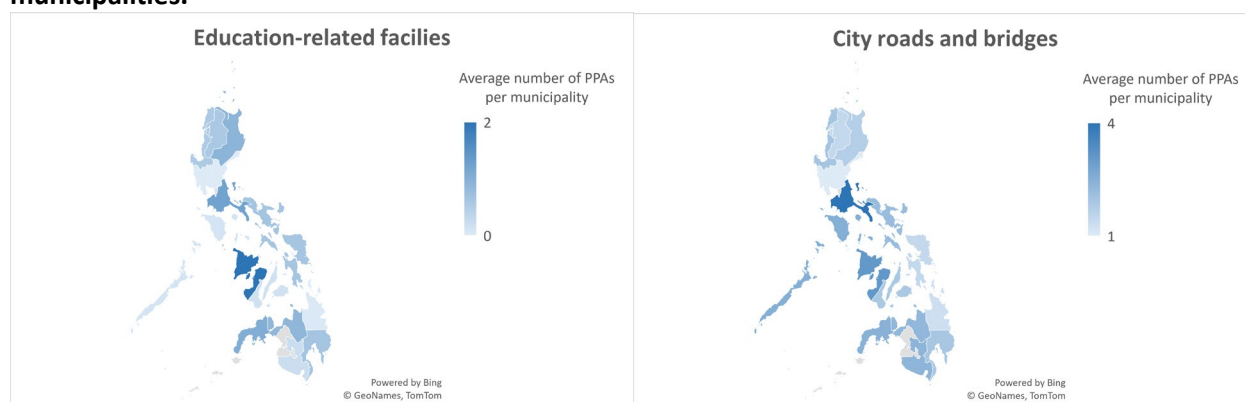 municipalities.
Education-related facilies
Average number of PPAs
per municipality
2
0
Powered by Bing
© GeoNames, TomTom
City roads and bridges
Average number of PPAs
per municipality
4
1
Powered by Bing
© GeoNames, TomTom